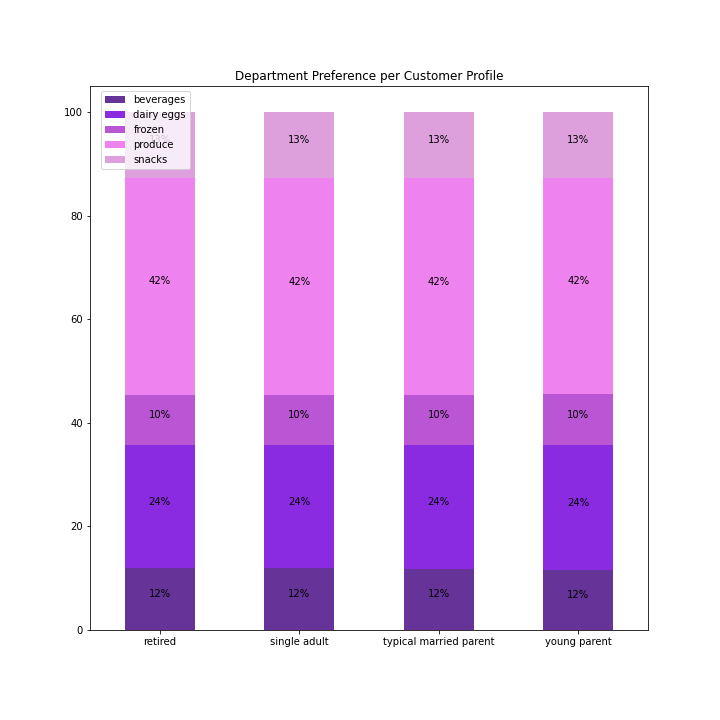 Department Preference per Customer Profile
beverages
dairy eggs
frozen
produce
snacks
100
80
60
40
20
0
13%
13%
13%
42%
42%
42%
42%
10%
10%
10%
10%
24%
24%
24%
24%
12%
12%
12%
12%
retired
single adult
typical married parent
young parent